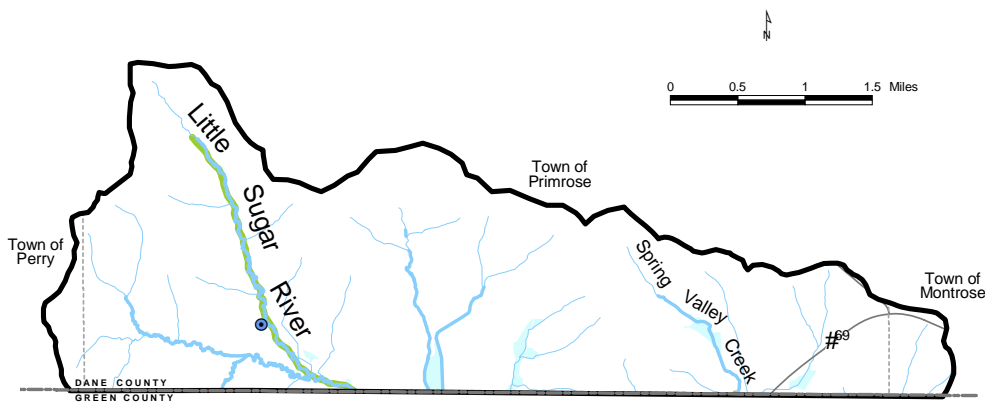 N
0 0.5 1 1.5 Miles
Little Sugar River
Town of
Primrose
Town of
Perry
Spring Valley Creek
Town of
Montrose
#69
DANE COUNTY
GREEN COUNTY